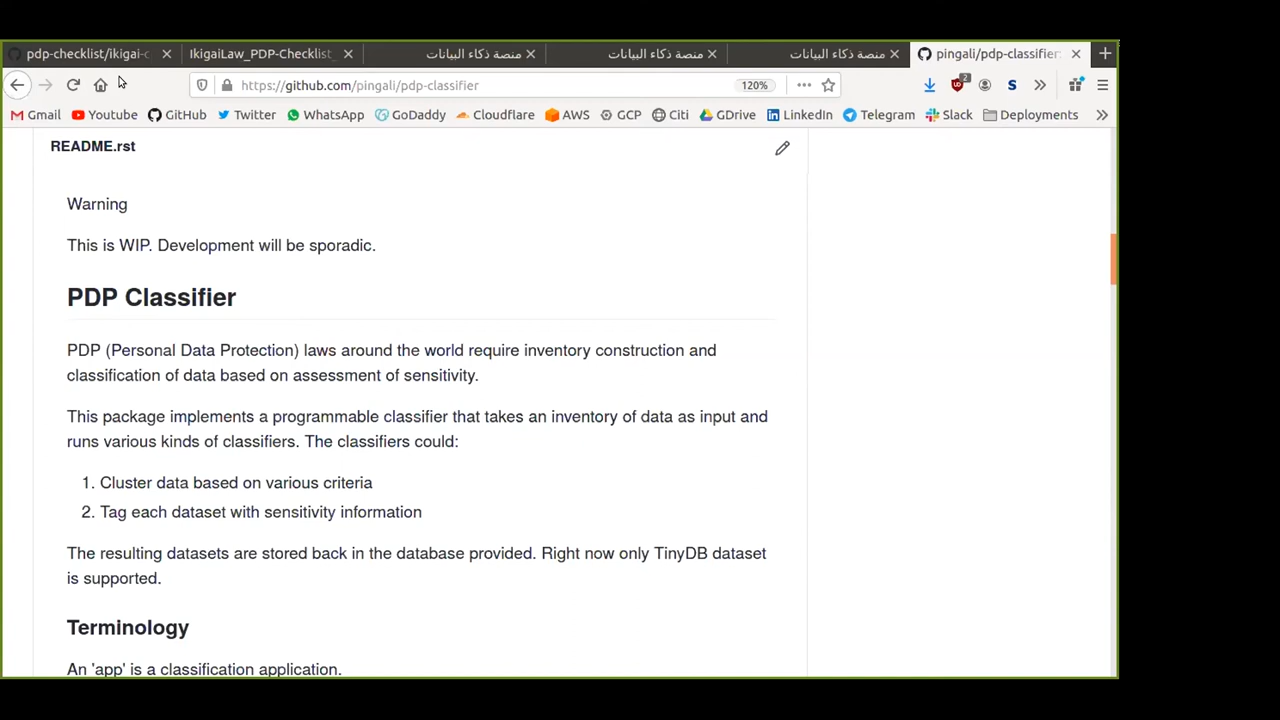 pdp-checklist/ikigai-c
IkigaiLaw_PDP-Checklist_
منصة ذكاء البيانات
منصة ذكاء البيانات
منصة ذكاء البيانات
pingali/pdp-classifier:
https://github.com/pingali/pdp-classifier
120%
2
S
Gmail
Youtube
GitHub
Twitter
WhatsApp
GoDaddy
Cloudflare
AWS
GCP
Citi
GDrive
LinkedIn
Telegram
Slack
Deployments
README.rst
Warning
This is WIP. Development will be sporadic.
PDP Classifier
PDP (Personal Data Protection) laws around the world require inventory construction and
classification of data based on assessment of sensitivity.
This package implements a programmable classifier that takes an inventory of data as input and
runs various kinds of classifiers. The classifiers could:
1. Cluster data based on various criteria
2. Tag each dataset with sensitivity information
The resulting datasets are stored back in the database provided. Right now only TinyDB dataset
is supported.
Terminology
An 'app' is a classification application.